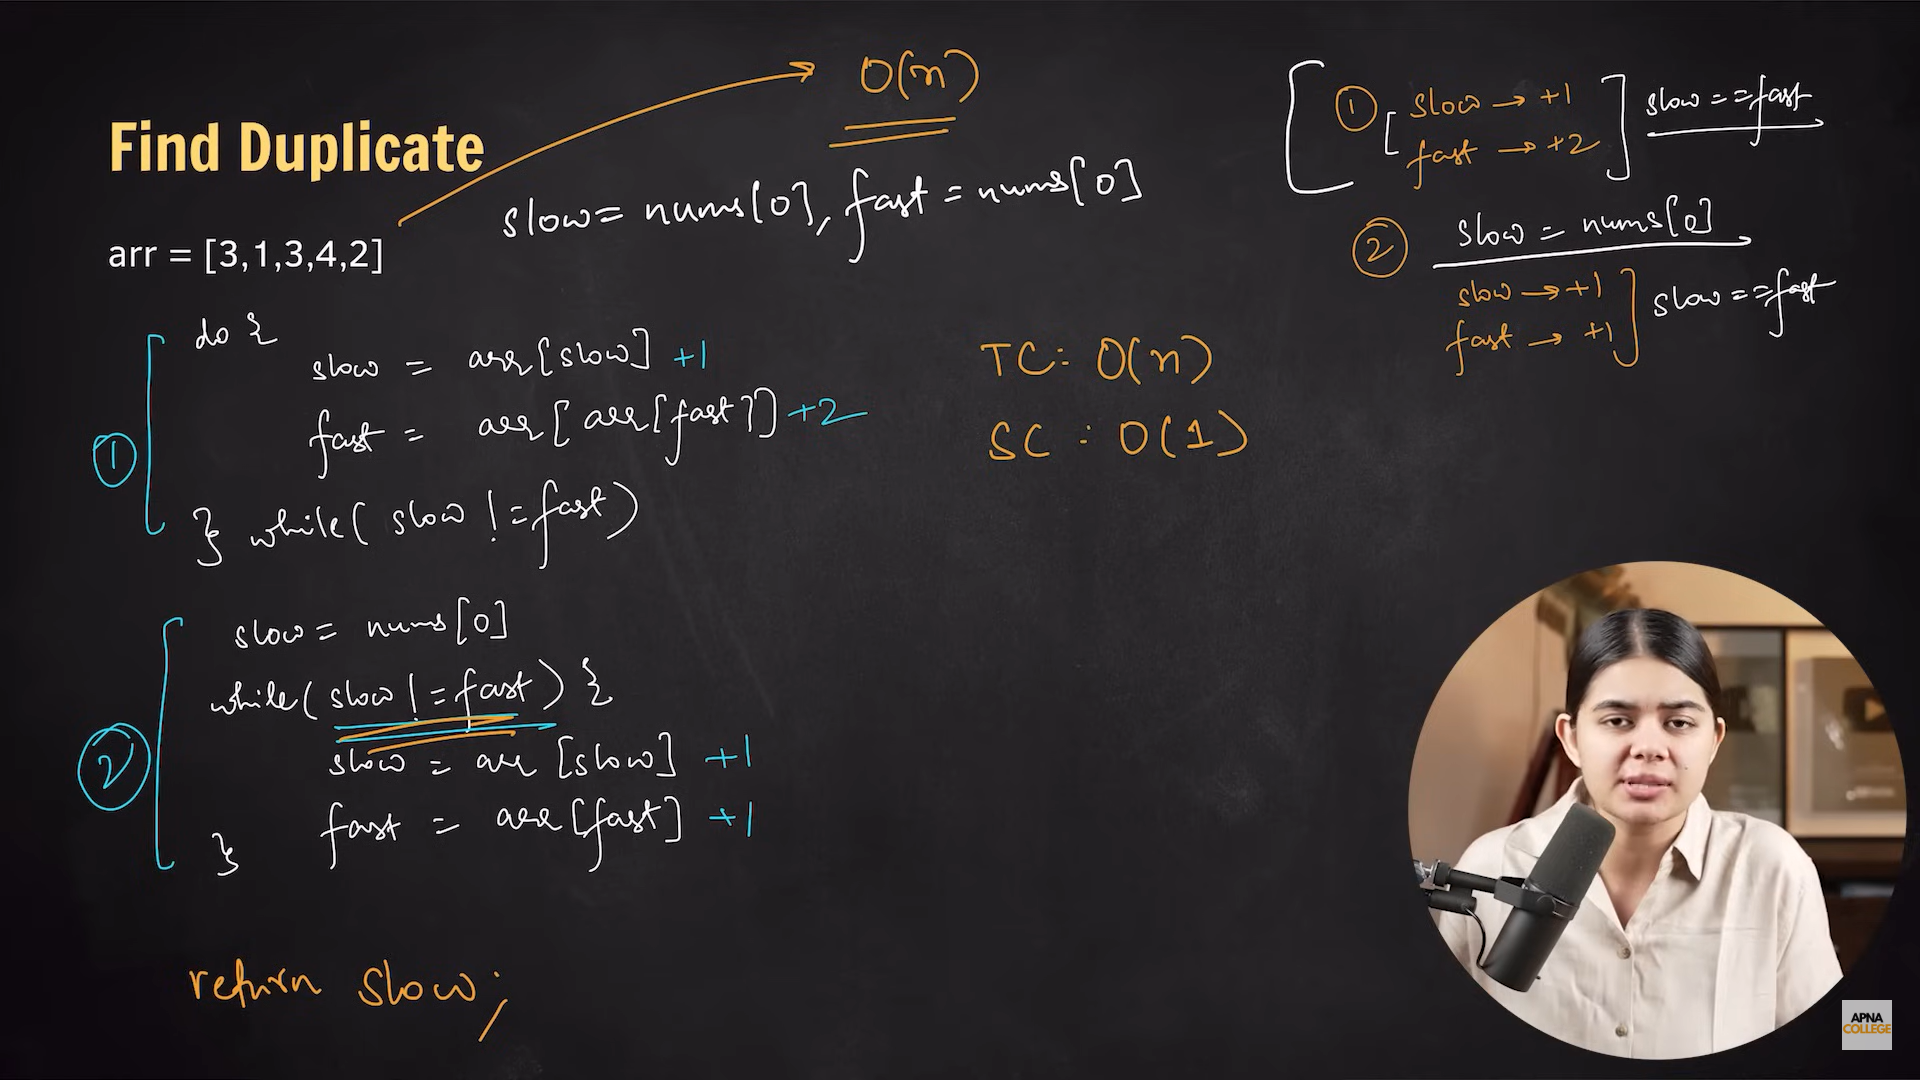 O(n)
Find Duplicate
arr = [3,1,3,4,2]
slow = nums[0], fast = nums[0]
do {
slow = arr[slow] +1
fast = arr[arr[fast]] +2
} while( slow != fast)
1
slow = nums[0]
while( slow != fast ) {
slow = arr [slow] +1
fast = arr [fast] +1
}
2
return slow;
TC: O(n)
SC : O(1)
1 [ slow → +1
fast → +2 ] slow == fast
2 slow = nums[0]
slow → +1
fast → +1 ] slow == fast
APNA
COLLEGE